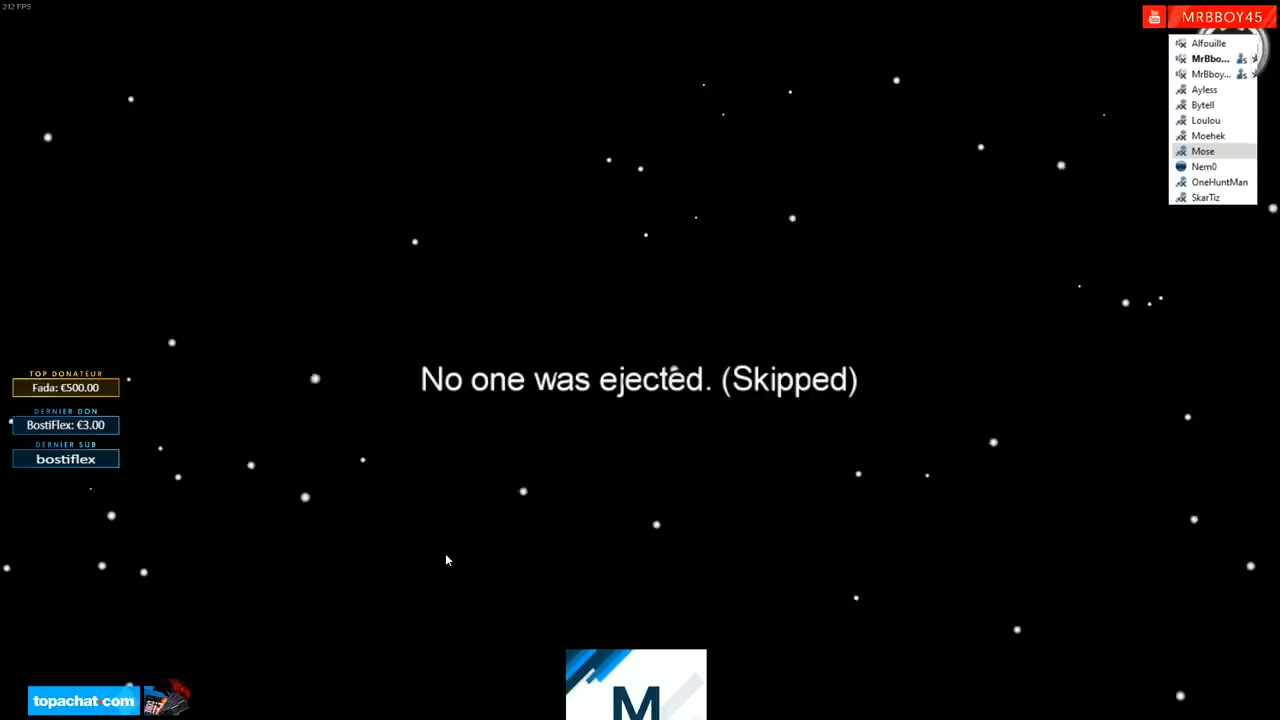 212 FPS
MRBBOY45
Alfouille
MrBbo...
MrBboy...
Ayless
Bytell
Loulou
Moehek
Mose
Nem0
OneHuntMan
SkarTiz
No one was ejected. (Skipped)
TOP DONATEUR
Fada: €500.00
DERNIER DON
BostiFlex: €3.00
DERNIER SUB
bostiflex
topachat·com
M